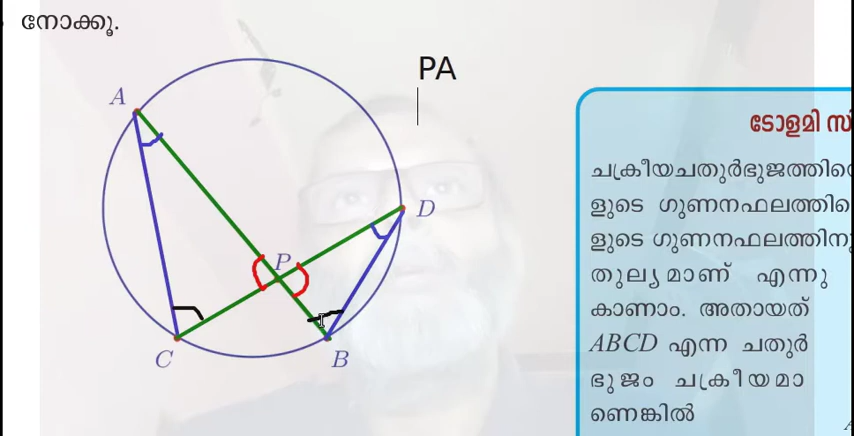 നോക്കൂ.
A
PA
D
P
C
B
ടോളമി സി
ചക്രീയചതുർഭുജത്തിന്റെ
ളുടെ ഗുണനഫലത്തി
ളുടെ ഗുണനഫലത്തിനു
തുല്യമാണ് എന്നു
കാണാം. അതായത്
ABCD എന്ന ചതുർ
ഭുജം ചക്രീയമാ
ണെങ്കിൽ